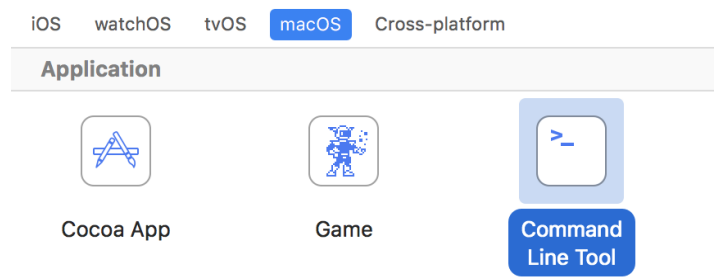 iOS watchOS tvOS macOS Cross-platform
Application
>_
Cocoa App Game Command
Line Tool